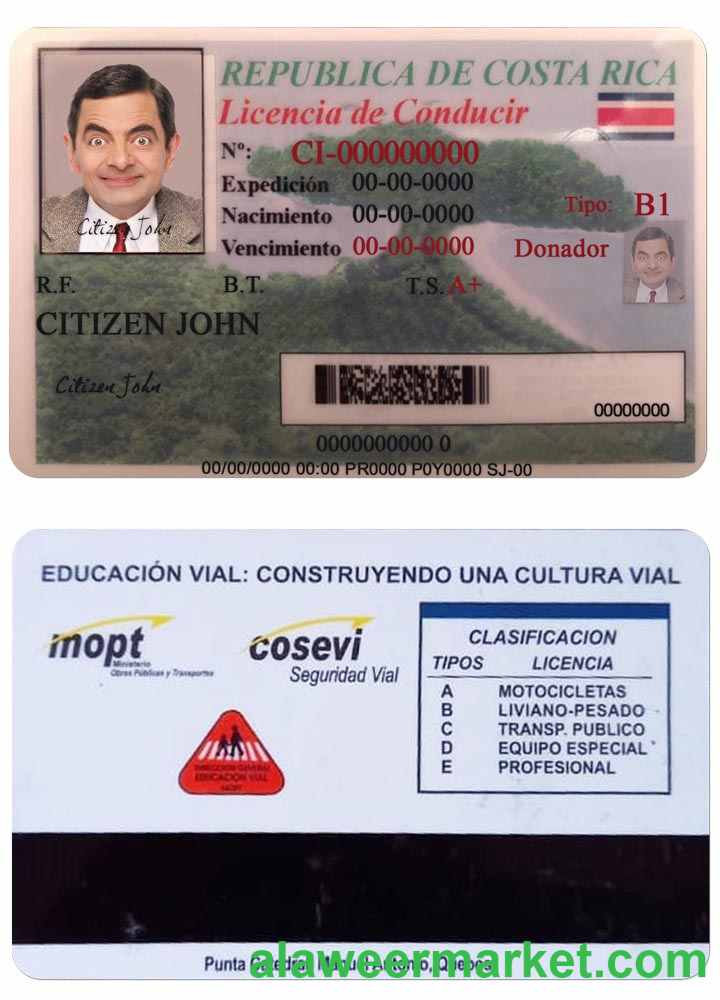 REPUBLICA DE COSTA RICA
Licencia de Conducir
Nº: CI-000000000
Expedición 00-00-0000
Nacimiento 00-00-0000
Tipo: B1
Vencimiento 00-00-0000 Donador
Citizen John
R.F. B.T. T.S. A+
CITIZEN JOHN
Citizen John
00000000
0000000000 0
00/00/0000 00:00 PR0000 P0Y0000 SJ-00
EDUCACIÓN VIAL: CONSTRUYENDO UNA CULTURA VIAL
mopt
Ministerio
Obras Públicas y Transportes
cosevi
Seguridad Vial
CLASIFICACION
TIPOS LICENCIA
A MOTOCICLETAS
B LIVIANO-PESADO
C TRANSP. PUBLICO
D EQUIPO ESPECIAL
E PROFESIONAL
DIRECCION GENERAL
EDUCACION VIAL
MOPT
Punta Catedral, Manuel Antonio, Quepos
alaweermarket.com